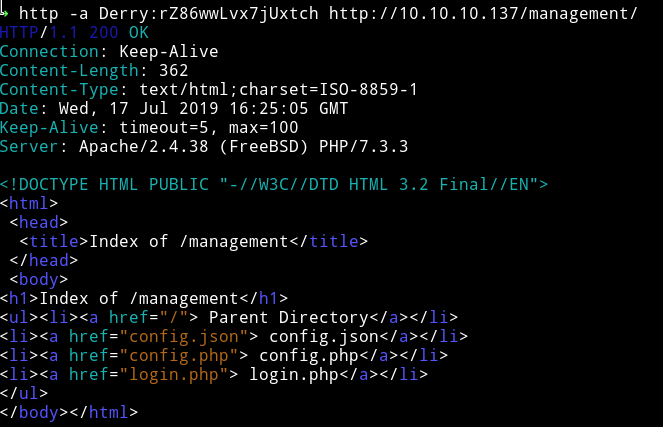 → http -a Derry:rZ86wwLvx7jUxtch http://10.10.10.137/management/
HTTP/1.1 200 OK
Connection: Keep-Alive
Content-Length: 362
Content-Type: text/html;charset=ISO-8859-1
Date: Wed, 17 Jul 2019 16:25:05 GMT
Keep-Alive: timeout=5, max=100
Server: Apache/2.4.38 (FreeBSD) PHP/7.3.3

<!DOCTYPE HTML PUBLIC "-//W3C//DTD HTML 3.2 Final//EN">
<html>
 <head>
  <title>Index of /management</title>
 </head>
 <body>
<h1>Index of /management</h1>
<ul><li><a href="/"> Parent Directory</a></li>
<li><a href="config.json"> config.json</a></li>
<li><a href="config.php"> config.php</a></li>
<li><a href="login.php"> login.php</a></li>
</ul>
</body></html>